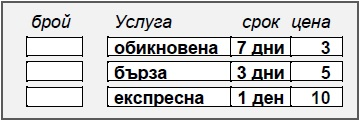 брой Услуга срок цена
обикновена 7 дни 3
бърза 3 дни 5
експресна 1 ден 10